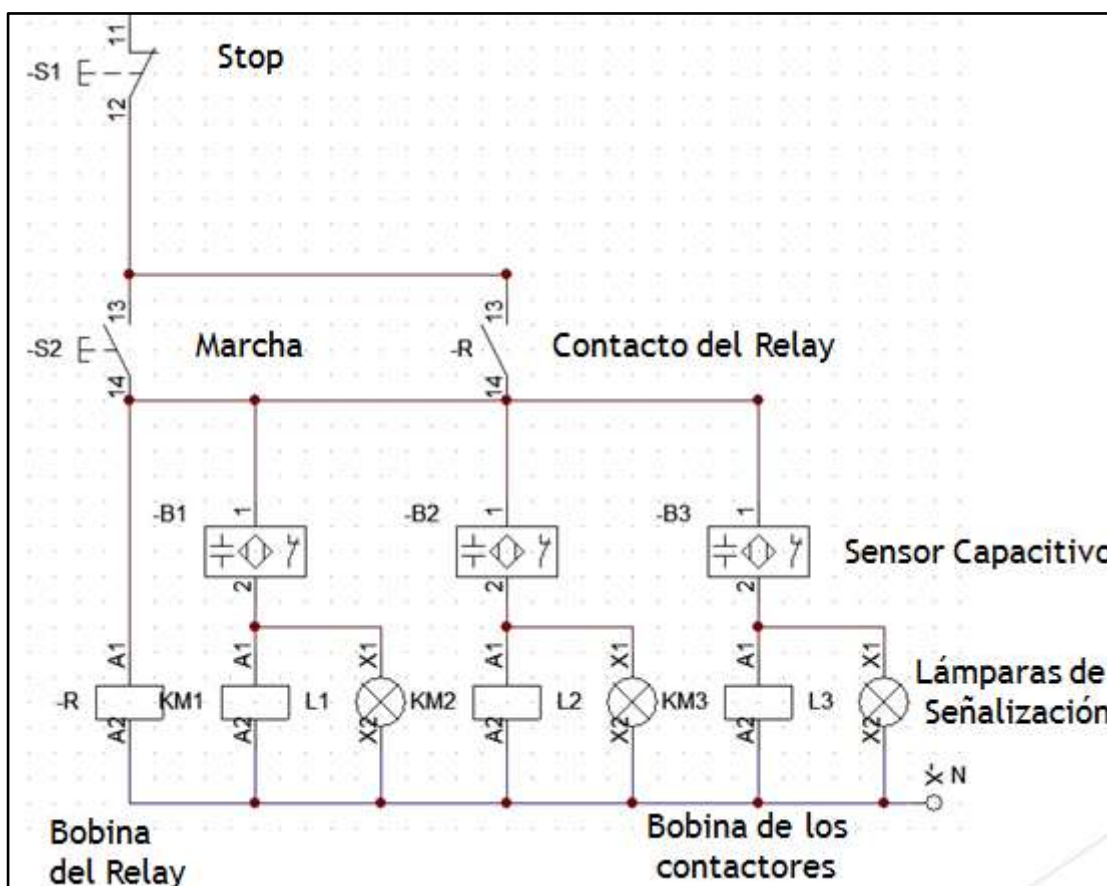 11
-S1
Stop
12
13
-S2
Marcha
14
13
-R
Contacto del Relay
14
-B1
1
2
-B2
1
2
-B3
1
2
Sensor Capacitivo
-R
A1
A2
KM1
A1
A2
L1
X1
X2
KM2
A1
A2
L2
X1
X2
KM3
A1
A2
L3
X1
X2
Lámparas de
Señalización
N
Bobina
del Relay
Bobina de los
contactores